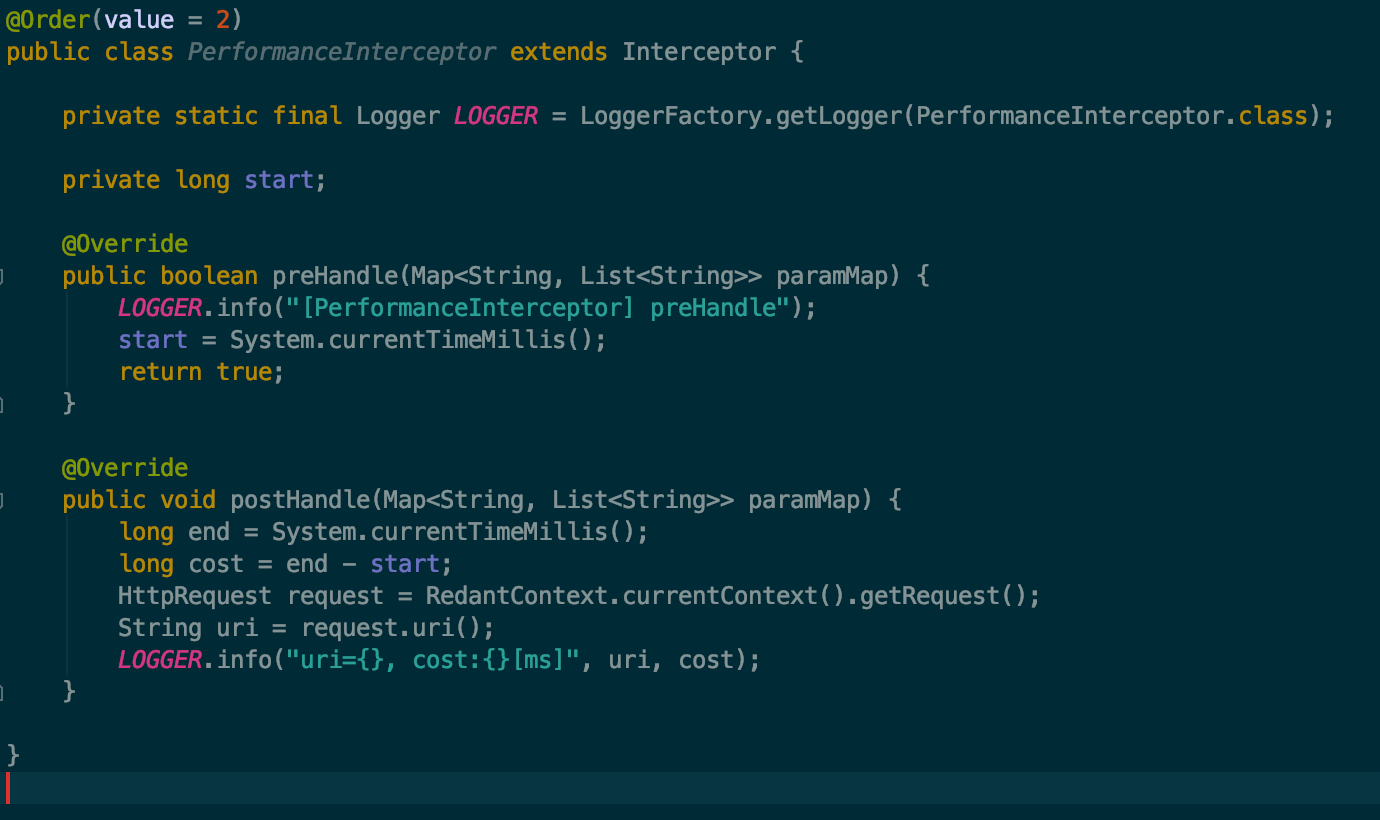 @Order(value = 2)
public class PerformanceInterceptor extends Interceptor {
private static final Logger LOGGER = LoggerFactory.getLogger(PerformanceInterceptor.class);
private long start;
@Override
public boolean preHandle(Map<String, List<String>> paramMap) {
LOGGER.info("[PerformanceInterceptor] preHandle");
start = System.currentTimeMillis();
return true;
}
@Override
public void postHandle(Map<String, List<String>> paramMap) {
long end = System.currentTimeMillis();
long cost = end - start;
HttpRequest request = RedantContext.currentContext().getRequest();
String uri = request.uri();
LOGGER.info("uri={}, cost:{}[ms]", uri, cost);
}
}